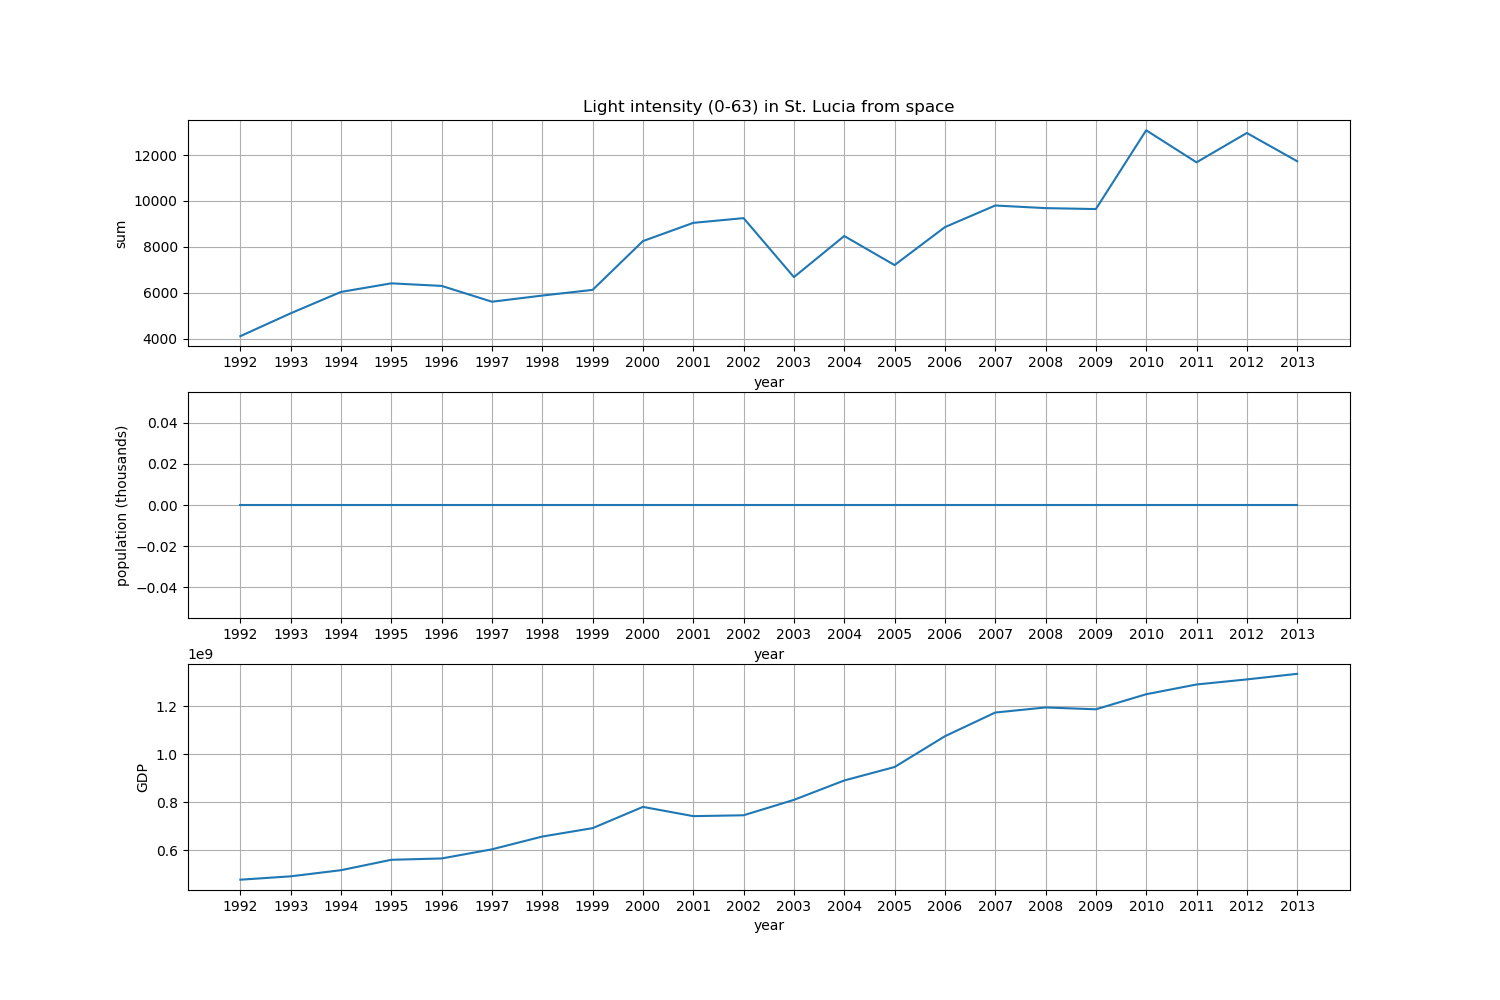 Light intensity (0-63) in St. Lucia from space
12000
10000
8000
6000
4000
sum
1992 1993 1994 1995 1996 1997 1998 1999 2000 2001 2002 2003 2004 2005 2006 2007 2008 2009 2010 2011 2012 2013
year
0.04
0.02
0.00
−0.02
−0.04
population (thousands)
1992 1993 1994 1995 1996 1997 1998 1999 2000 2001 2002 2003 2004 2005 2006 2007 2008 2009 2010 2011 2012 2013
year
1e9
1.2
1.0
0.8
0.6
GDP
1992 1993 1994 1995 1996 1997 1998 1999 2000 2001 2002 2003 2004 2005 2006 2007 2008 2009 2010 2011 2012 2013
year